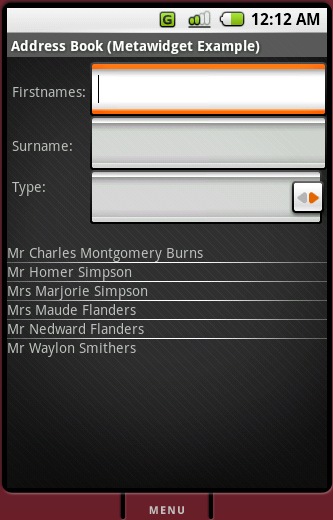 G 12:12 AM
Address Book (Metawidget Example)
Firstnames:
Surname:
Type:
Mr Charles Montgomery Burns
Mr Homer Simpson
Mrs Marjorie Simpson
Mrs Maude Flanders
Mr Nedward Flanders
Mr Waylon Smithers
MENU